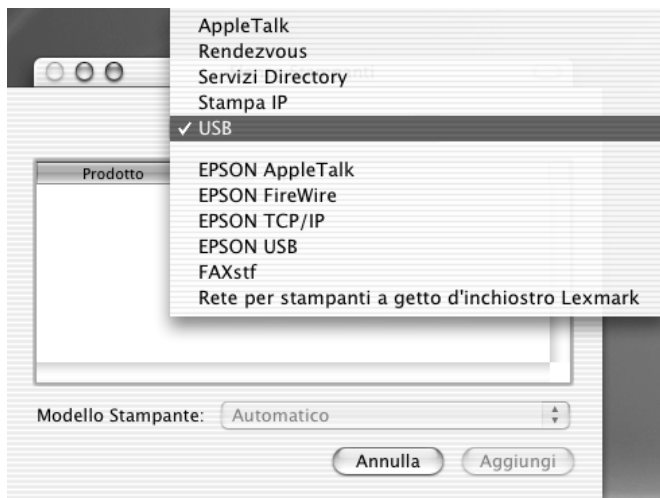 AppleTalk
Rendezvous
Servizi Directory
Stampa IP
✓ USB
EPSON AppleTalk
EPSON FireWire
EPSON TCP/IP
EPSON USB
FAXstf
Rete per stampanti a getto d'inchiostro Lexmark
Prodotto
Modello Stampante: Automatico
Annulla Aggiungi